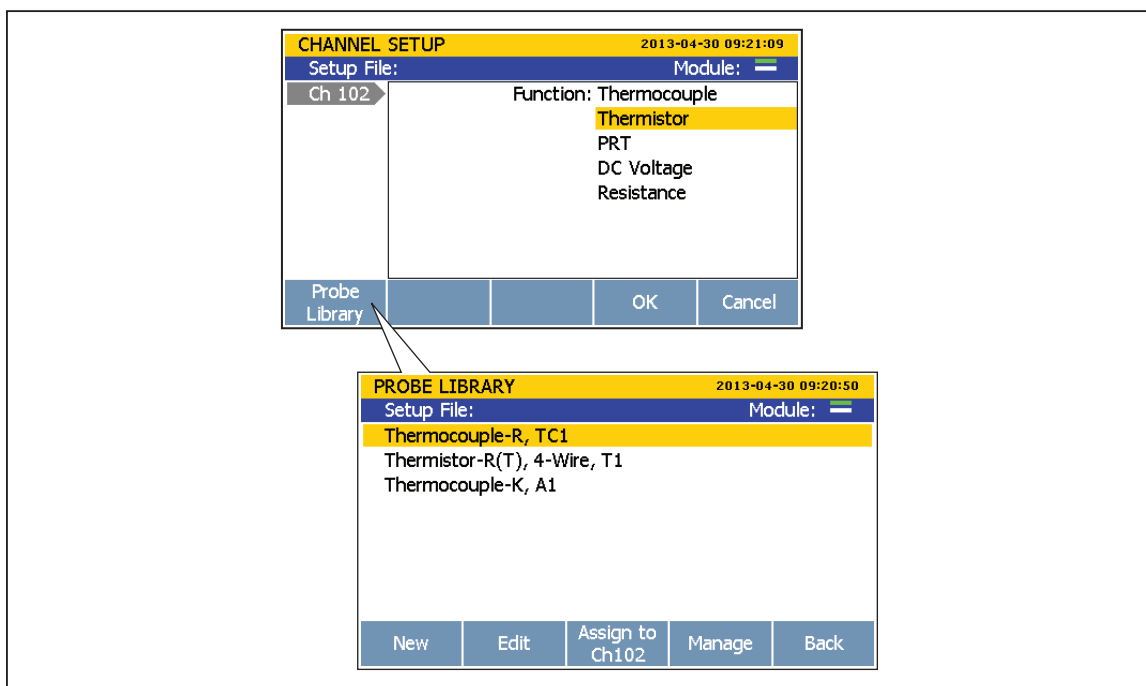 CHANNEL SETUP 2013-04-30 09:21:09
Setup File: Module:
Ch 102 Function: Thermocouple
Thermistor
PRT
DC Voltage
Resistance
Probe Library OK Cancel
PROBE LIBRARY 2013-04-30 09:20:50
Setup File: Module:
Thermocouple-R, TC1
Thermistor-R(T), 4-Wire, T1
Thermocouple-K, A1
New Edit Assign to Ch102 Manage Back